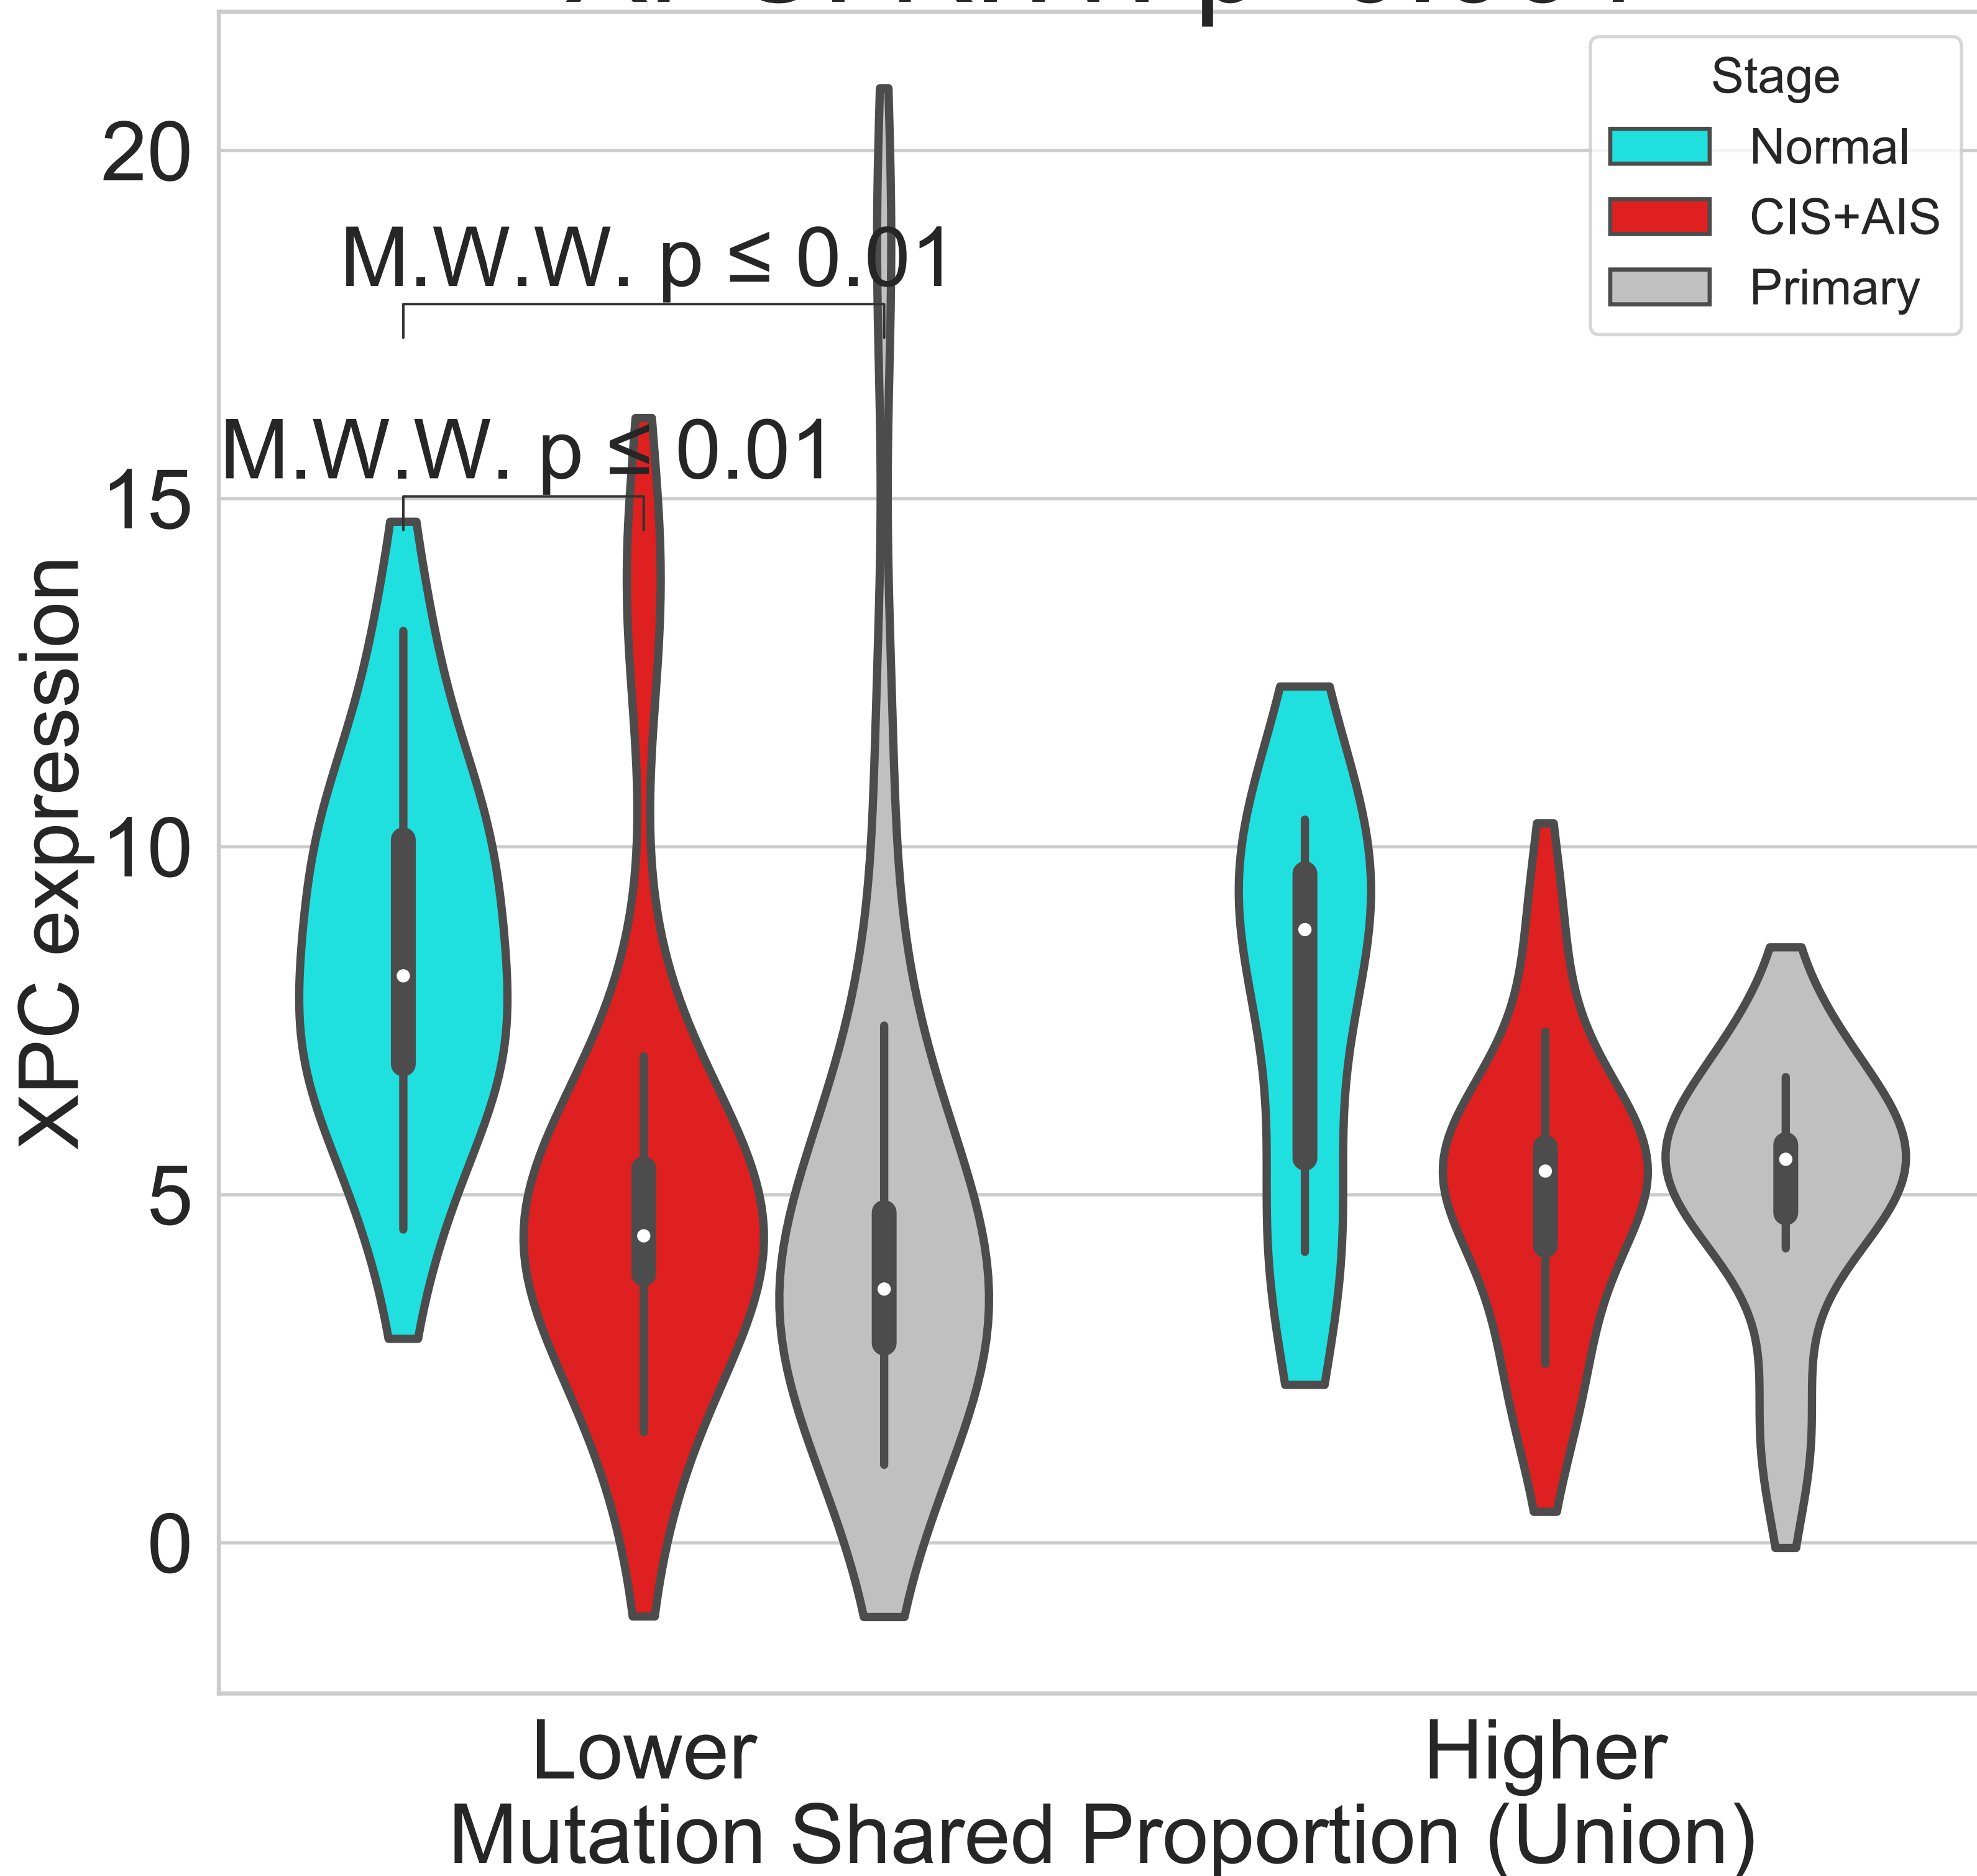 Stage
Normal
CIS+AIS
Primary
20
15
10
5
0
XPC expression
M.W.W. p ≤ 0.01
M.W.W. p ≤ 0.01
Lower
Higher
Mutation Shared Proportion (Union)